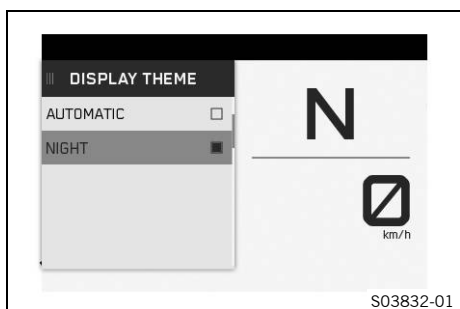 DISPLAY THEME
AUTOMATIC
NIGHT
N
0
km/h
S03832-01